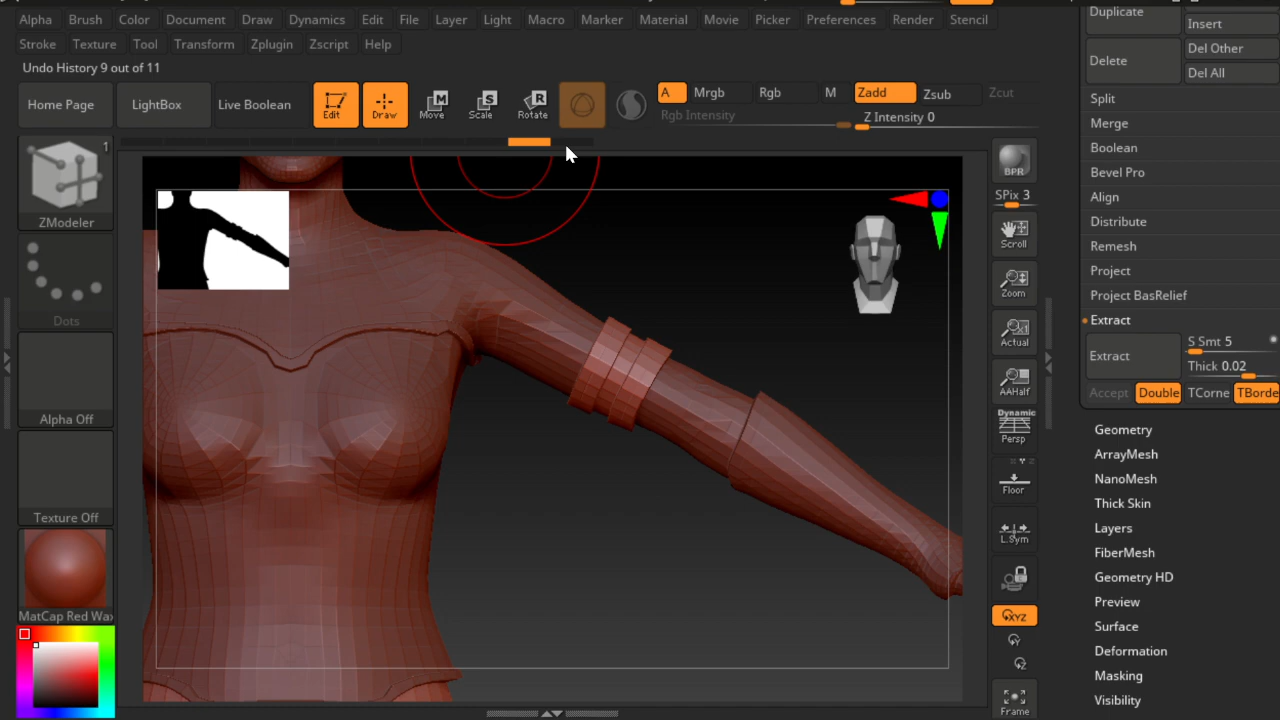 Alpha Brush Color Document Draw Dynamics Edit File Layer Light Macro Marker Material Movie Picker Preferences Render Stencil
Stroke Texture Tool Transform Zplugin Zscript Help
Undo History 9 out of 11
Home Page LightBox Live Boolean Edit Draw Move Scale Rotate A Mrgb Rgb M Zadd Zsub Zcut
M S R
Rgb Intensity Z Intensity 0
1
ZModeler
Dots
Alpha Off
Texture Off
MatCap Red Wax
BPR
SPix 3
Scroll
Zoom
Actual
AAHalf
Dynamic
Persp
Floor
L.Sym
XYZ
Y
Z
Frame
Duplicate Insert
Delete Del Other
Del All
Split
Merge
Boolean
Bevel Pro
Align
Distribute
Remesh
Project
Project BasRelief
Extract
Extract S Smt 5
Thick 0.02
Accept Double TCorne TBorde
Geometry
ArrayMesh
NanoMesh
Thick Skin
Layers
FiberMesh
Geometry HD
Preview
Surface
Deformation
Masking
Visibility